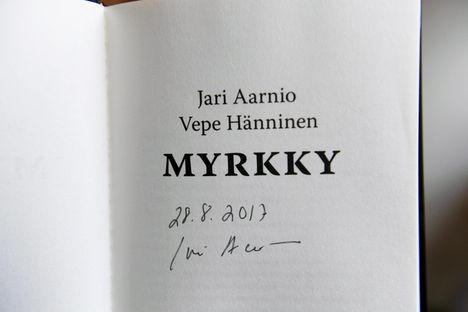 Jari Aarnio
Vepe Hänninen
MYRKKY
28.8.2017